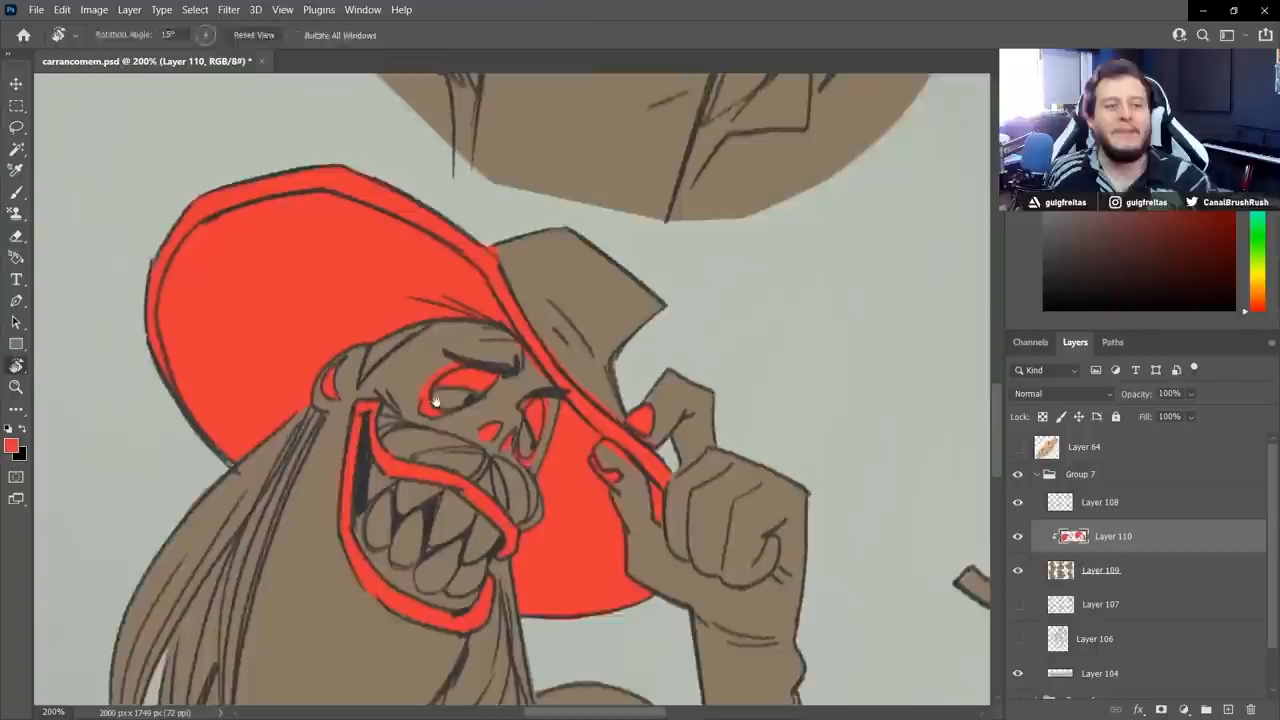 File Edit Image Layer Type Select Filter 3D View Plugins Window Help
Rotation Angle: 15° Reset View Rotate All Windows
carrancomem.psd @ 200% (Layer 110, RGB/8#) *
guigfreitas guigfreitas CanalBrushRush
Channels Layers Paths
Kind
Normal Opacity: 100%
Lock: Fill: 100%
Layer 64
Group 7
Layer 108
Layer 110
Layer 109
Layer 107
Layer 106
Layer 104
200% 2000 px x 1749 px (72 ppi)